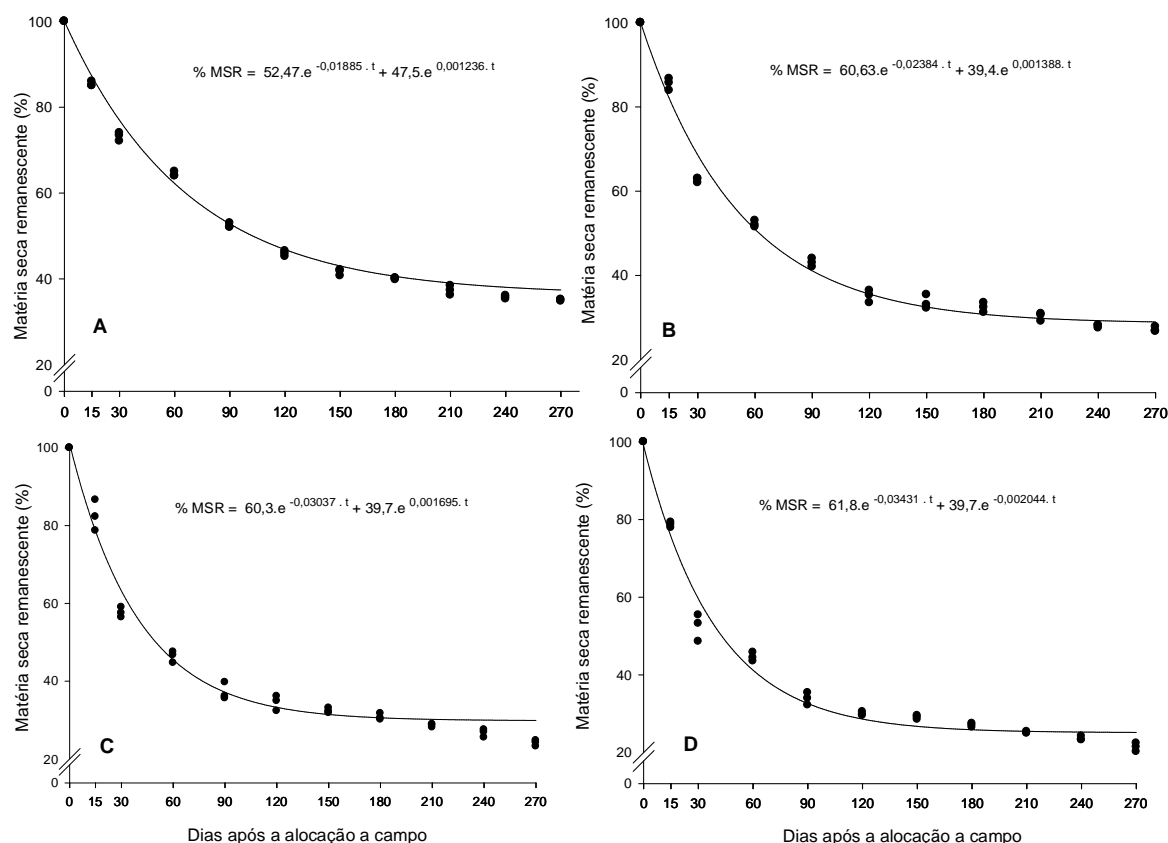 Matéria seca remanescente (%)
100
80
60
40
20
0
% MSR = 52,47.e -0,01885 . t + 47,5.e 0,001236. t
A
0 15 30 60 90 120 150 180 210 240 270
Matéria seca remanescente (%)
100
80
60
40
20
0
% MSR = 60,63.e -0,02384 . t + 39,4.e 0,001388. t
B
0 15 30 60 90 120 150 180 210 240 270
Matéria seca remanescente (%)
100
80
60
40
20
0
% MSR = 60,3.e -0,03037 . t + 39,7.e 0,001695. t
C
0 15 30 60 90 120 150 180 210 240 270
Dias após a alocação a campo
Matéria seca remanescente (%)
100
80
60
40
20
0
% MSR = 61,8.e -0,03431 . t + 39,7.e -0,002044. t
D
0 15 30 60 90 120 150 180 210 240 270
Dias após a alocação a campo